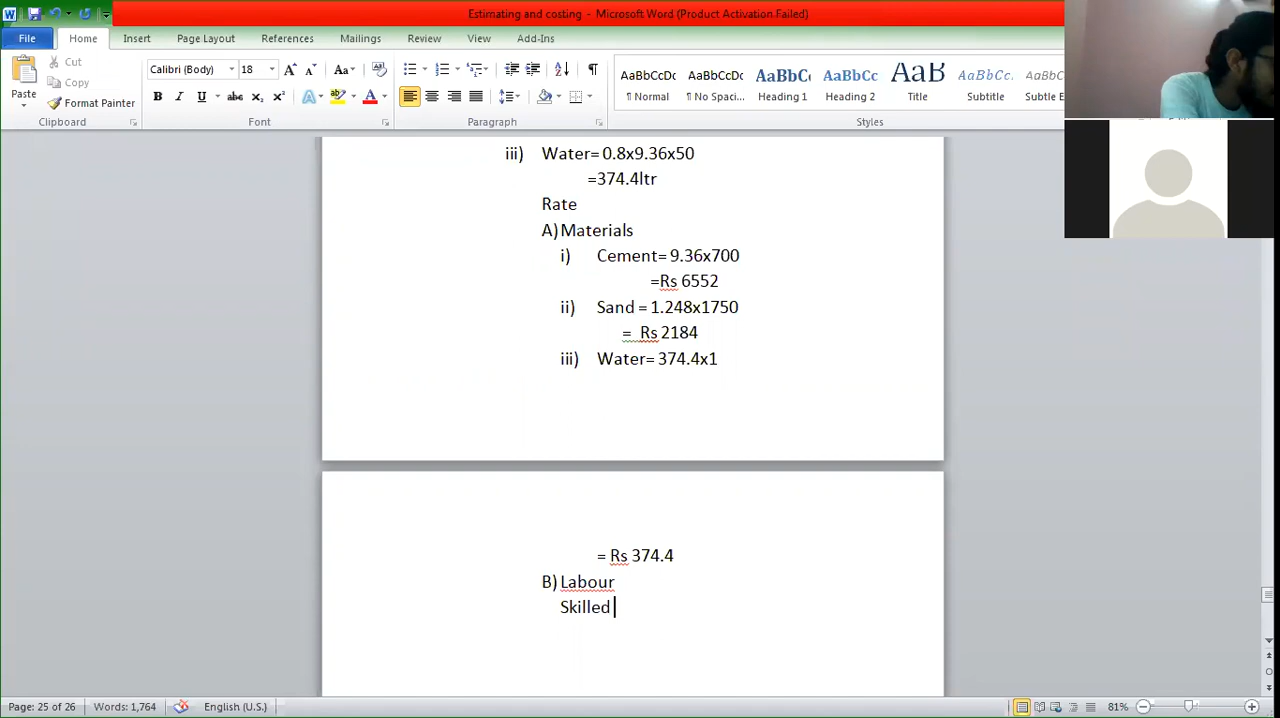 Estimating and costing - Microsoft Word (Product Activation Failed)
File Home Insert Page Layout References Mailings Review View Add-Ins
Paste
Cut
Copy
Format Painter
Clipboard
Calibri (Body) 18
Font
Paragraph
AaBbCcDc AaBbCcDc AaBbCc AaBbCc AaB AaBbCc. AaBbCcDc
¶ Normal ¶ No Spaci... Heading 1 Heading 2 Title Subtitle Subtle E
Styles
iii) Water= 0.8x9.36x50
=374.4ltr
Rate
A) Materials
i) Cement= 9.36x700
=Rs 6552
ii) Sand = 1.248x1750
= Rs 2184
iii) Water= 374.4x1
= Rs 374.4
B) Labour
Skilled
Page: 25 of 26 Words: 1,764 English (U.S.) 81%